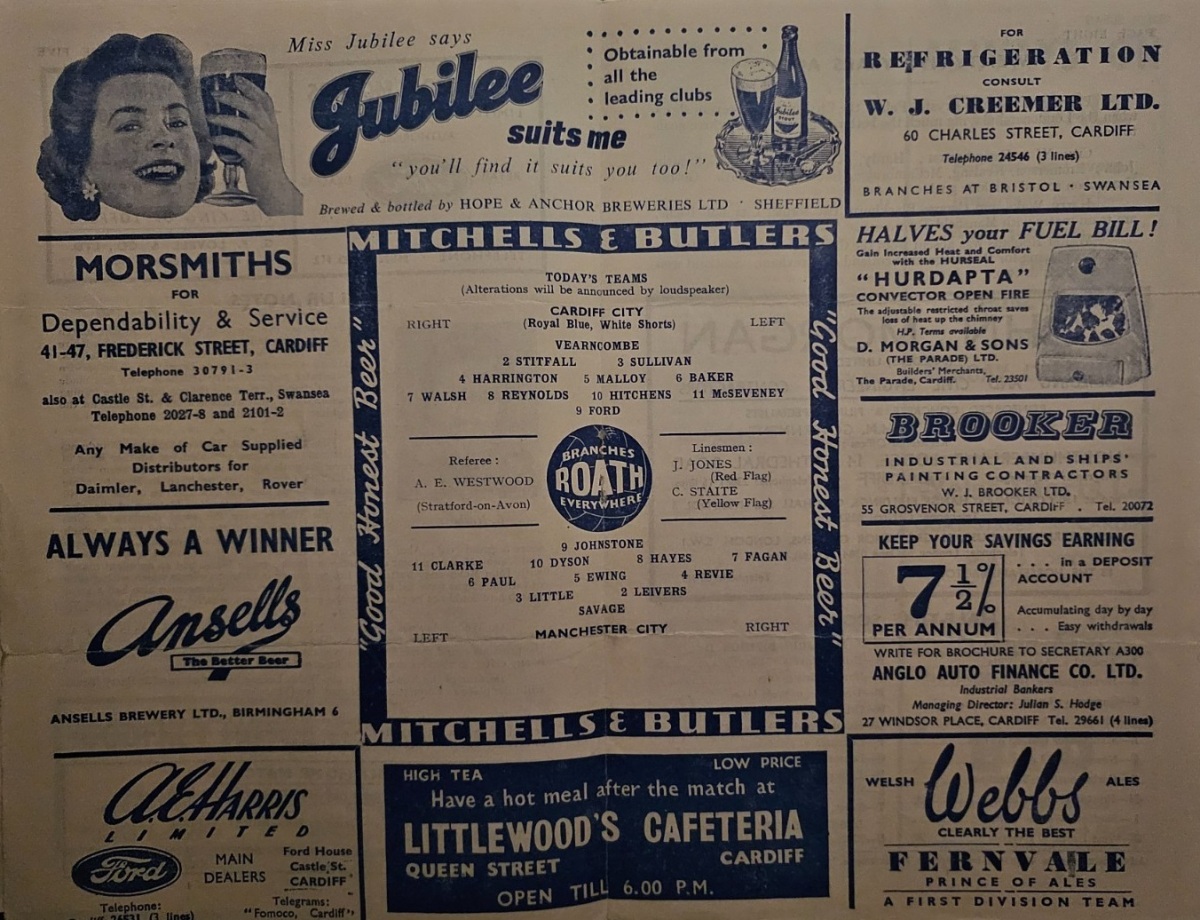 Miss Jubilee says
Jubilee
suits me
"you'll find it suits you too!"
Obtainable from
all the
leading clubs
Jubilee
STOUT
Brewed & bottled by HOPE & ANCHOR BREWERIES LTD · SHEFFIELD
FOR
REFRIGERATION
CONSULT
W. J. CREEMER LTD.
60 CHARLES STREET, CARDIFF
Telephone 24546 (3 lines)
BRANCHES AT BRISTOL · SWANSEA
MORSMITHS
FOR
Dependability & Service
41-47, FREDERICK STREET, CARDIFF
Telephone 30791-3
also at Castle St. & Clarence Terr., Swansea
Telephone 2027-8 and 2101-2
Any Make of Car Supplied
Distributors for
Daimler, Lanchester, Rover
ALWAYS A WINNER
Ansells
The Better Beer
ANSELLS BREWERY LTD., BIRMINGHAM 6
A.E. HARRIS
LIMITED
Ford
MAIN
DEALERS
Ford House
Castle St.
CARDIFF
Telephone:
26531 (3 lines)
Telegrams:
"Fomoco, Cardiff"
MITCHELLS & BUTLERS
"Good Honest Beer"
"Good Honest Beer"
TODAY'S TEAMS
(Alterations will be announced by loudspeaker)
CARDIFF CITY
RIGHT (Royal Blue, White Shorts) LEFT
VEARNCOMBE
2 STITFALL 3 SULLIVAN
4 HARRINGTON 5 MALLOY 6 BAKER
7 WALSH 8 REYNOLDS 10 HITCHENS 11 McSEVENEY
9 FORD
Referee :
A. E. WESTWOOD
(Stratford-on-Avon)
BRANCHES
ROATH
EVERYWHERE
Linesmen :
J. JONES
(Red Flag)
C. STAITE
(Yellow Flag)
9 JOHNSTONE
11 CLARKE 10 DYSON 8 HAYES 7 FAGAN
6 PAUL 5 EWING 4 REVIE
3 LITTLE 2 LEIVERS
SAVAGE
LEFT MANCHESTER CITY RIGHT
MITCHELLS & BUTLERS
HIGH TEA LOW PRICE
Have a hot meal after the match at
LITTLEWOOD'S CAFETERIA
QUEEN STREET CARDIFF
OPEN TILL 6.00 P.M.
HALVES your FUEL BILL!
Gain Increased Heat and Comfort
with the HURSEAL
"HURDAPTA"
CONVECTOR OPEN FIRE
The adjustable restricted throat saves
loss of heat up the chimney
H.P. Terms available
D. MORGAN & SONS
(THE PARADE) LTD.
Builders' Merchants,
The Parade, Cardiff. Tel. 23501
BROOKER
INDUSTRIAL AND SHIPS'
PAINTING CONTRACTORS
W. J. BROOKER LTD.
55 GROSVENOR STREET, CARDIFF . Tel. 20072
KEEP YOUR SAVINGS EARNING
7 1/2 %
PER ANNUM
. . . in a DEPOSIT
ACCOUNT
Accumulating day by day
. . . Easy withdrawals
WRITE FOR BROCHURE TO SECRETARY A300
ANGLO AUTO FINANCE CO. LTD.
Industrial Bankers
Managing Director: Julian S. Hodge
27 WINDSOR PLACE, CARDIFF Tel. 29661 (4 lines)
WELSH Webbs ALES
CLEARLY THE BEST
FERNVALE
PRINCE OF ALES
A FIRST DIVISION TEAM